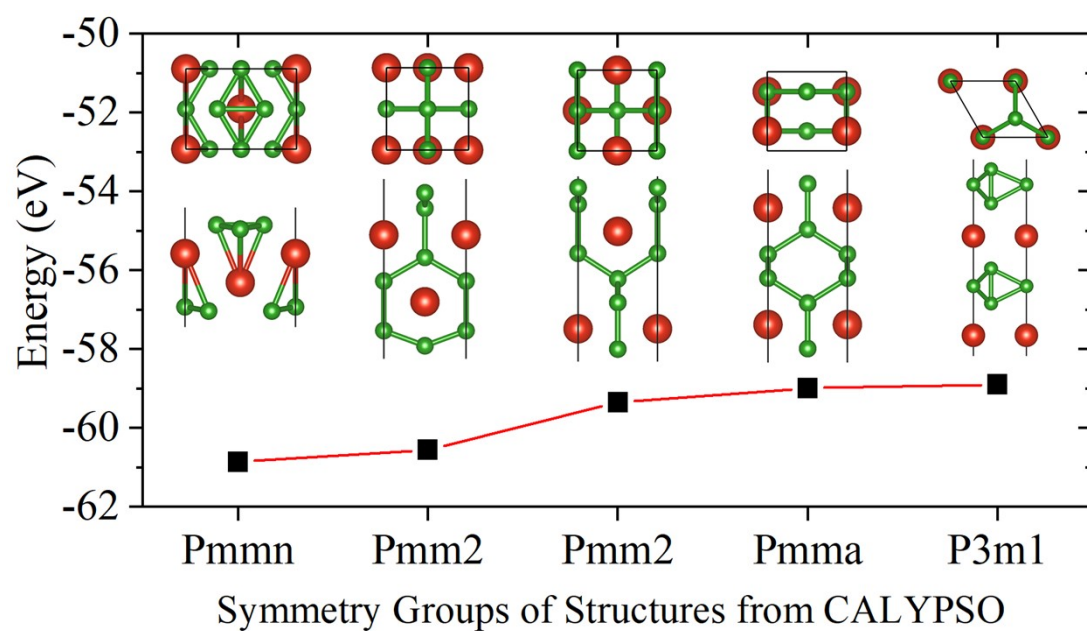 -50
-52
-54
-56
-58
-60
-62
Energy (eV)
Pmmn Pmm2 Pmm2 Pmma P3m1
Symmetry Groups of Structures from CALYPSO